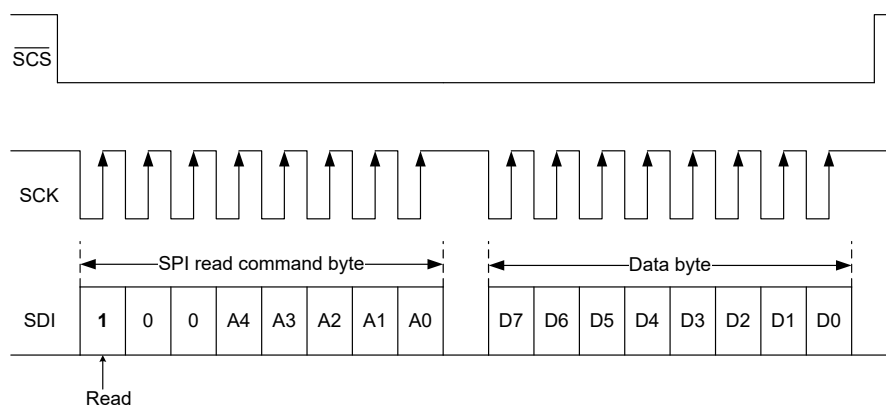 SCS
SCK
SPI read command byte Data byte
SDI 1 0 0 A4 A3 A2 A1 A0 D7 D6 D5 D4 D3 D2 D1 D0
Read